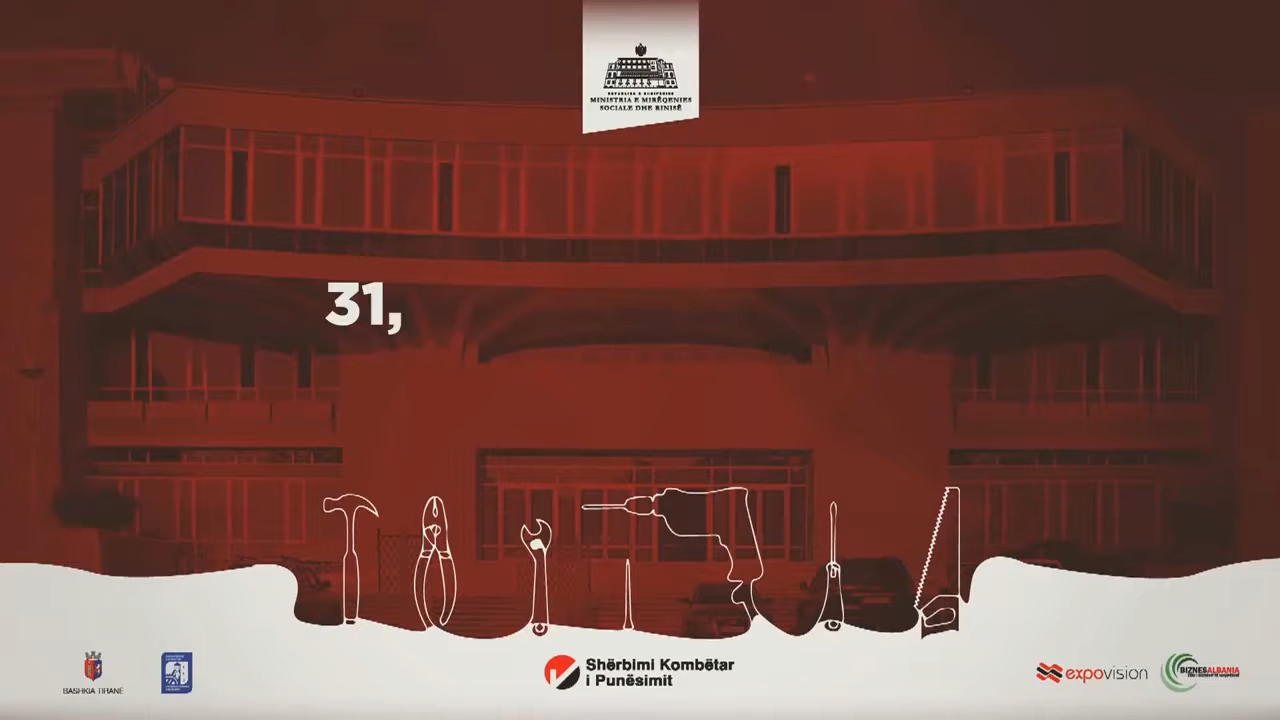 REPUBLIKA E SHQIPËRISË
MINISTRIA E MIRËQENIES
SOCIALE DHE RINISË
31,
BASHKIA TIRANË
Shërbimi Kombëtar
i Punësimit
expovision
BIZNESALBANIA